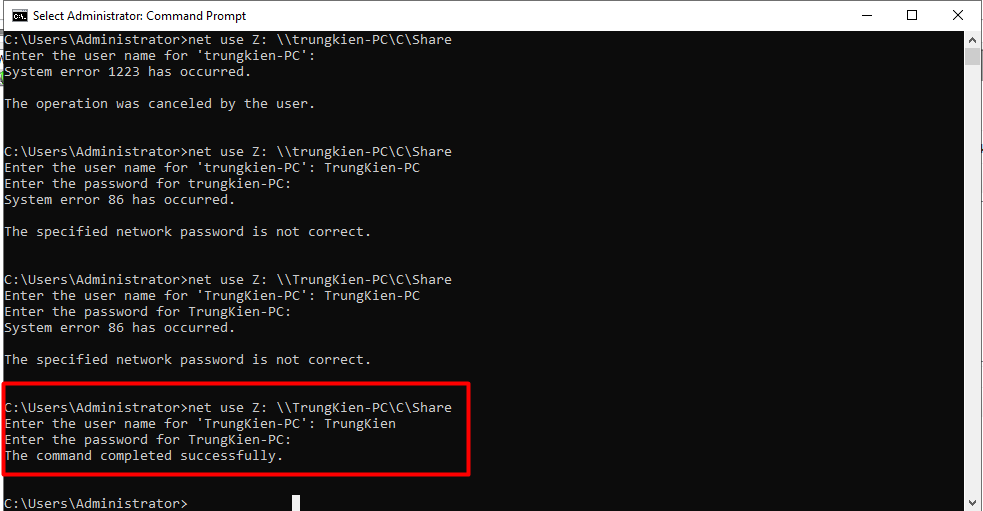 Select Administrator: Command Prompt
C:\Users\Administrator>net use Z: \\trungkien-PC\C\Share
Enter the user name for 'trungkien-PC':
System error 1223 has occurred.
The operation was canceled by the user.
C:\Users\Administrator>net use Z: \\trungkien-PC\C\Share
Enter the user name for 'trungkien-PC': TrungKien-PC
Enter the password for trungkien-PC:
System error 86 has occurred.
The specified network password is not correct.
C:\Users\Administrator>net use Z: \\TrungKien-PC\C\Share
Enter the user name for 'TrungKien-PC': TrungKien-PC
Enter the password for TrungKien-PC:
System error 86 has occurred.
The specified network password is not correct.
C:\Users\Administrator>net use Z: \\TrungKien-PC\C\Share
Enter the user name for 'TrungKien-PC': TrungKien
Enter the password for TrungKien-PC:
The command completed successfully.
C:\Users\Administrator>